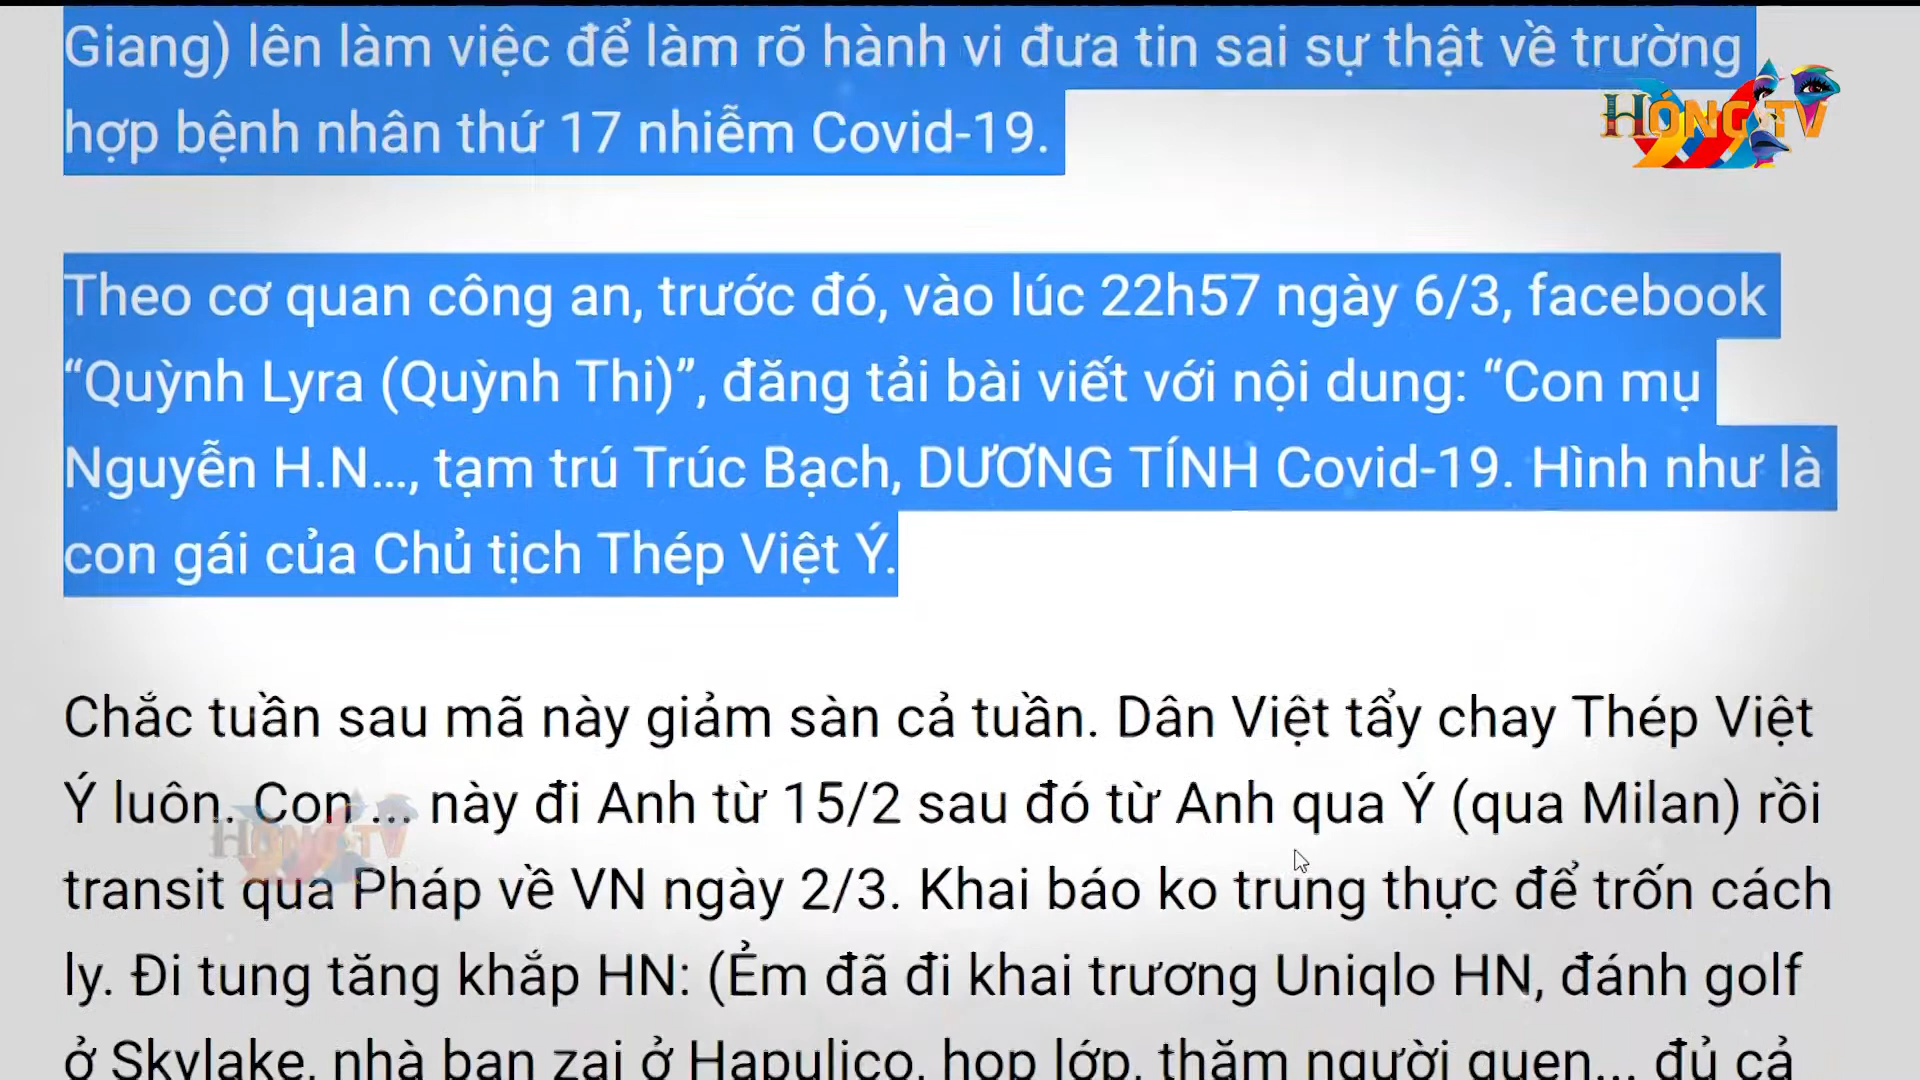 Giang) lên làm việc để làm rõ hành vi đưa tin sai sự thật về trường
hợp bệnh nhân thứ 17 nhiễm Covid-19.
HỒNG TV
Theo cơ quan công an, trước đó, vào lúc 22h57 ngày 6/3, facebook
“Quỳnh Lyra (Quỳnh Thi)”, đăng tải bài viết với nội dung: “Con mụ
Nguyễn H.N…, tạm trú Trúc Bạch, DƯƠNG TÍNH Covid-19. Hình như là
con gái của Chủ tịch Thép Việt Ý.
Chắc tuần sau mã này giảm sàn cả tuần. Dân Việt tẩy chay Thép Việt
Ý luôn. Con ... này đi Anh từ 15/2 sau đó từ Anh qua Ý (qua Milan) rồi
HỒNG TV
transit qua Pháp về VN ngày 2/3. Khai báo ko trung thực để trốn cách
ly. Đi tung tăng khắp HN: (Ẻm đã đi khai trương Uniqlo HN, đánh golf
ở Skylake, nhà bạn zai ở Hapulico, họp lớp, thăm người quen... đủ cả